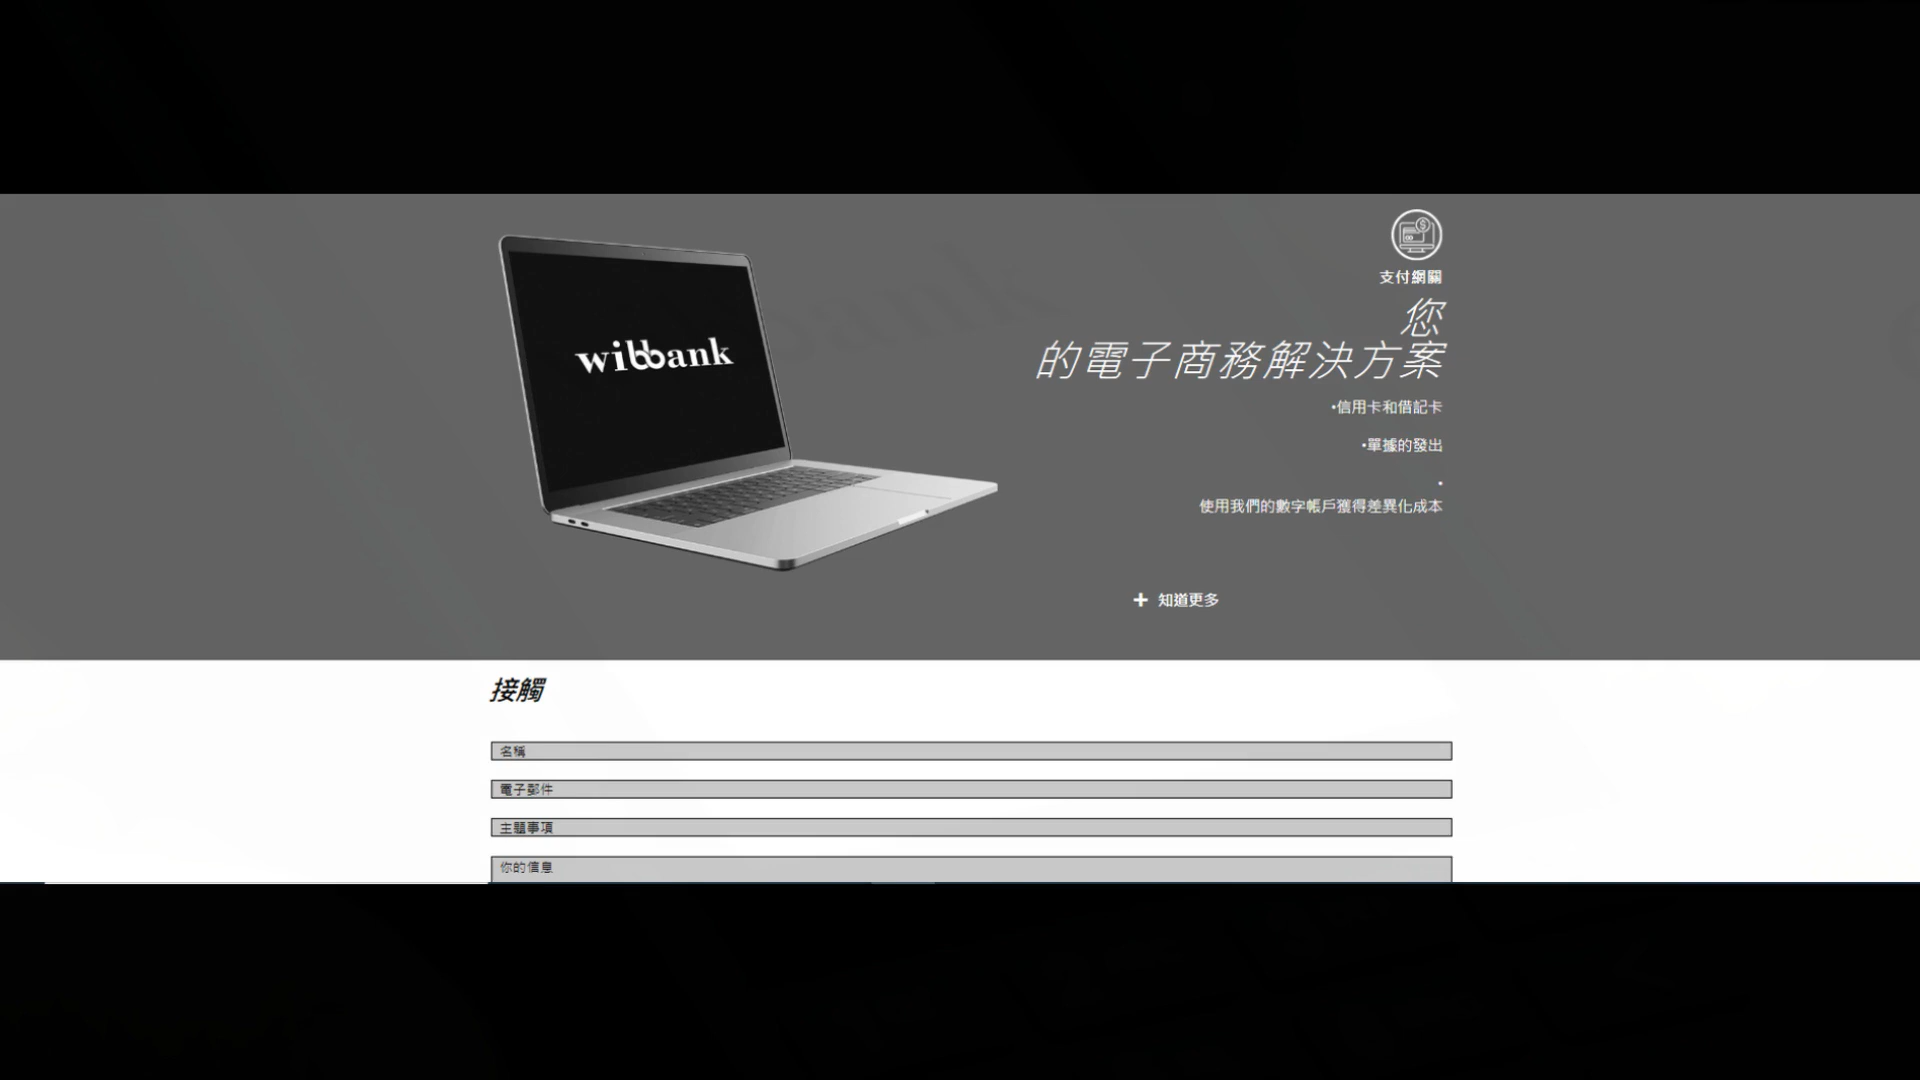 wibbank
支付網關
您
的電子商務解決方案
•信用卡和借記卡
•單據的發出
•
使用我們的數字帳戶獲得差異化成本
+ 知道更多
接觸
名稱
電子郵件
主題事項
你的信息